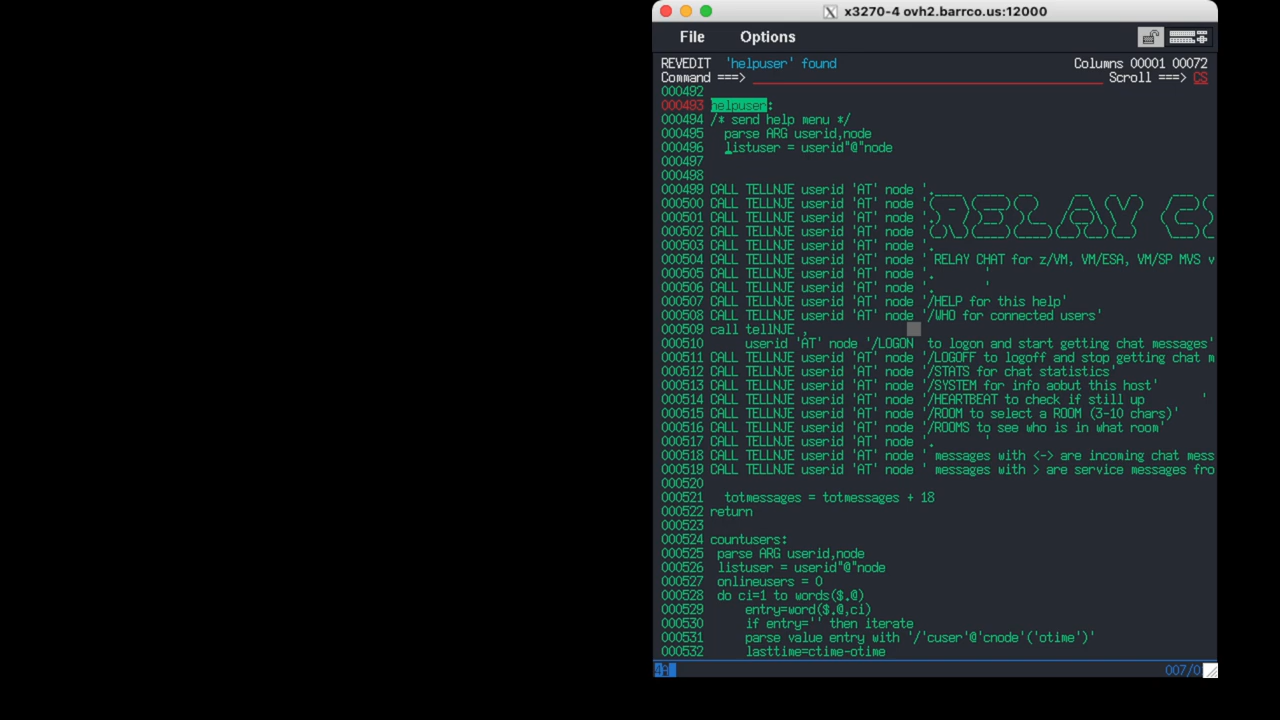 x3270-4 ovh2.barrco.us:12000
File Options
REVEDIT 'helpuser' found Columns 00001 00072
Command ===> Scroll ===> CS
000492
000493 helpuser:
000494 /* send help menu */
000495 parse ARG userid,node
000496 listuser = userid"@"node
000497
000498
000499 CALL TELLNJE userid 'AT' node '.____ ____ _ ____ _ _ ___
000500 CALL TELLNJE userid 'AT' node '
000501 CALL TELLNJE userid 'AT' node '.
000502 CALL TELLNJE userid 'AT' node '
000503 CALL TELLNJE userid 'AT' node '.
000504 CALL TELLNJE userid 'AT' node ' RELAY CHAT for z/VM, VM/ESA, VM/SP MVS v
000505 CALL TELLNJE userid 'AT' node '. '
000506 CALL TELLNJE userid 'AT' node '. '
000507 CALL TELLNJE userid 'AT' node '/HELP for this help'
000508 CALL TELLNJE userid 'AT' node '/WHO for connected users'
000509 call tellNJE ,
000510 userid 'AT' node '/LOGON to logon and start getting chat messages'
000511 CALL TELLNJE userid 'AT' node '/LOGOFF to logoff and stop getting chat m
000512 CALL TELLNJE userid 'AT' node '/STATS for chat statistics'
000513 CALL TELLNJE userid 'AT' node '/SYSTEM for info aobut this host'
000514 CALL TELLNJE userid 'AT' node '/HEARTBEAT to check if still up '
000515 CALL TELLNJE userid 'AT' node '/ROOM to select a ROOM (3-10 chars)'
000516 CALL TELLNJE userid 'AT' node '/ROOMS to see who is in what room'
000517 CALL TELLNJE userid 'AT' node '. '
000518 CALL TELLNJE userid 'AT' node ' messages with <-> are incoming chat mess
000519 CALL TELLNJE userid 'AT' node ' messages with > are service messages fro
000520
000521 totmessages = totmessages + 18
000522 return
000523
000524 countusers:
000525 parse ARG userid,node
000526 listuser = userid"@"node
000527 onlineusers = 0
000528 do ci=1 to words($.@)
000529 entry=word($.@,ci)
000530 if entry='' then iterate
000531 parse value entry with '/'cuser'@'cnode'('otime')'
000532 lasttime=ctime-otime
4A 007/0